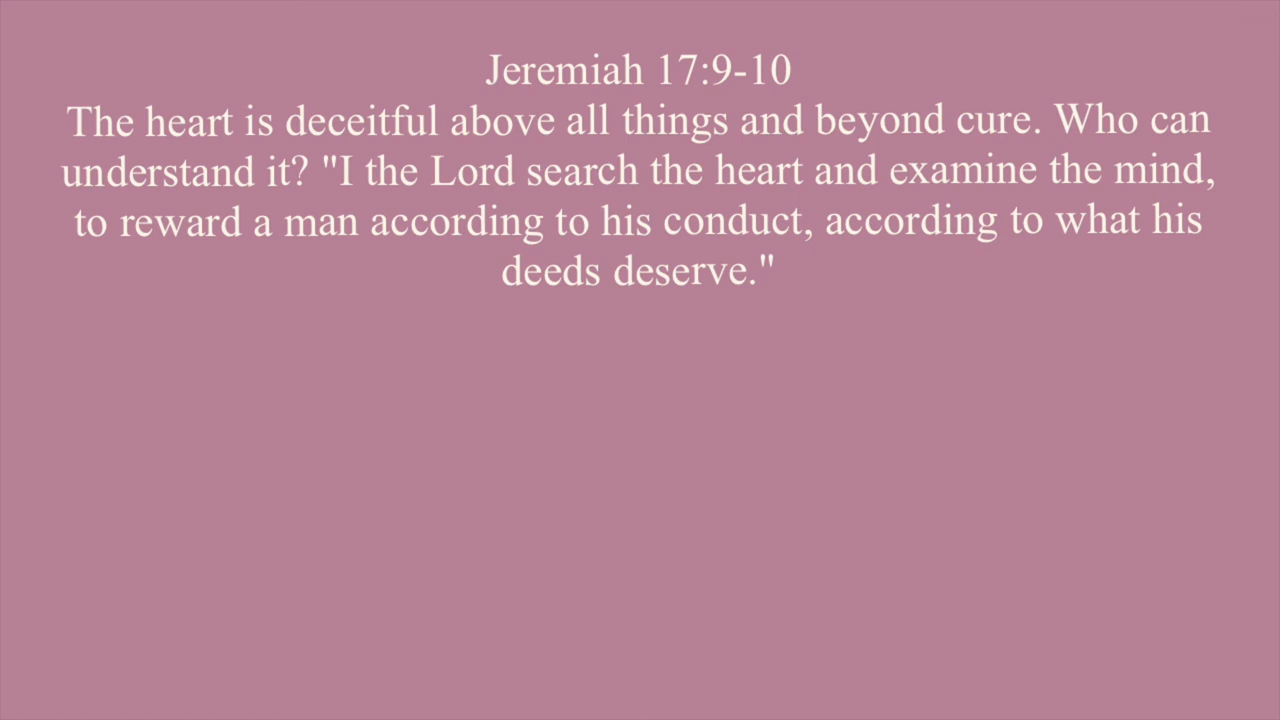 Jeremiah 17:9-10
The heart is deceitful above all things and beyond cure. Who can
understand it? "I the Lord search the heart and examine the mind,
to reward a man according to his conduct, according to what his
deeds deserve."